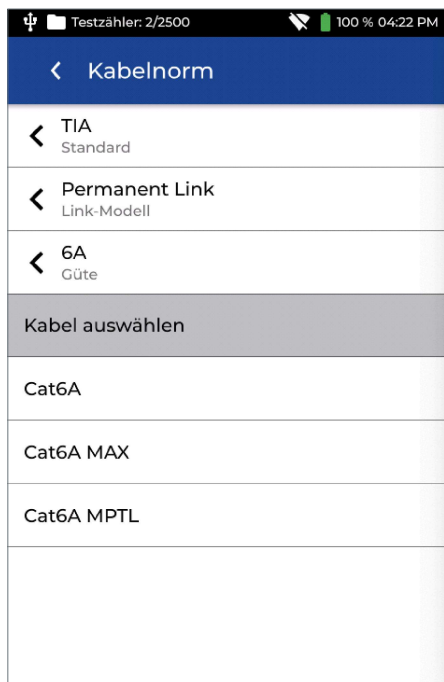 Testzähler: 2/2500 100 % 04:22 PM
Kabelnorm
TIA
Standard
Permanent Link
Link-Modell
6A
Güte
Kabel auswählen
Cat6A
Cat6A MAX
Cat6A MPTL